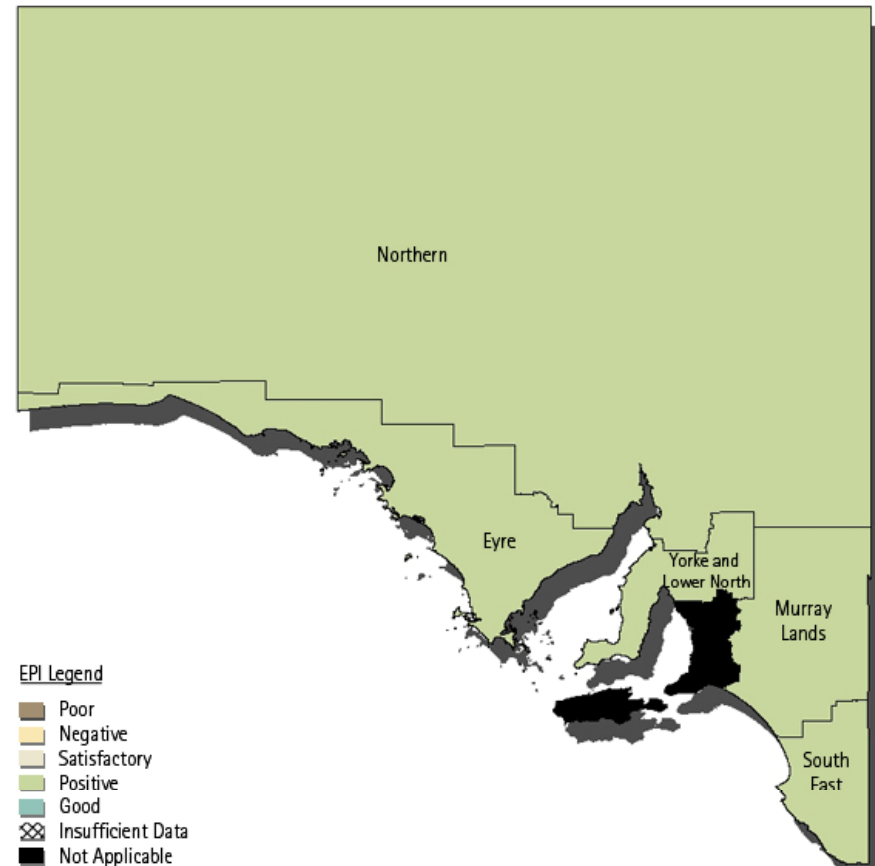 Northern
Eyre
Yorke and
Lower North
Murray
Lands
South
East
EPI Legend
Poor
Negative
Satisfactory
Positive
Good
Insufficient Data
Not Applicable